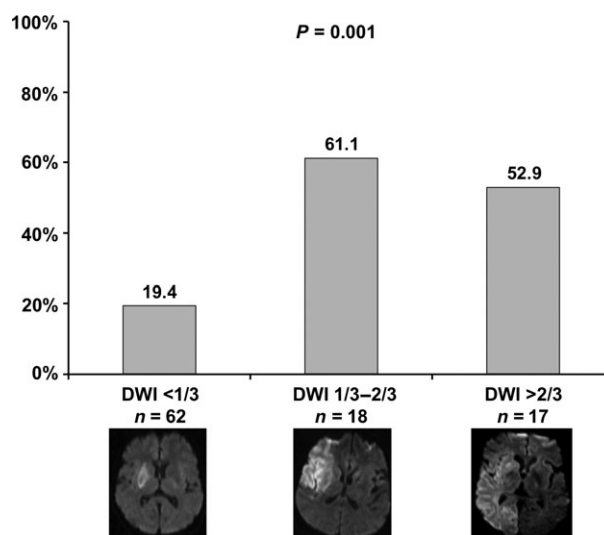 100%
P = 0.001
80%
61.1
60%
52.9
40%
19.4
20%
0%
DWI <1/3
n = 62
DWI 1/3–2/3
n = 18
DWI >2/3
n = 17